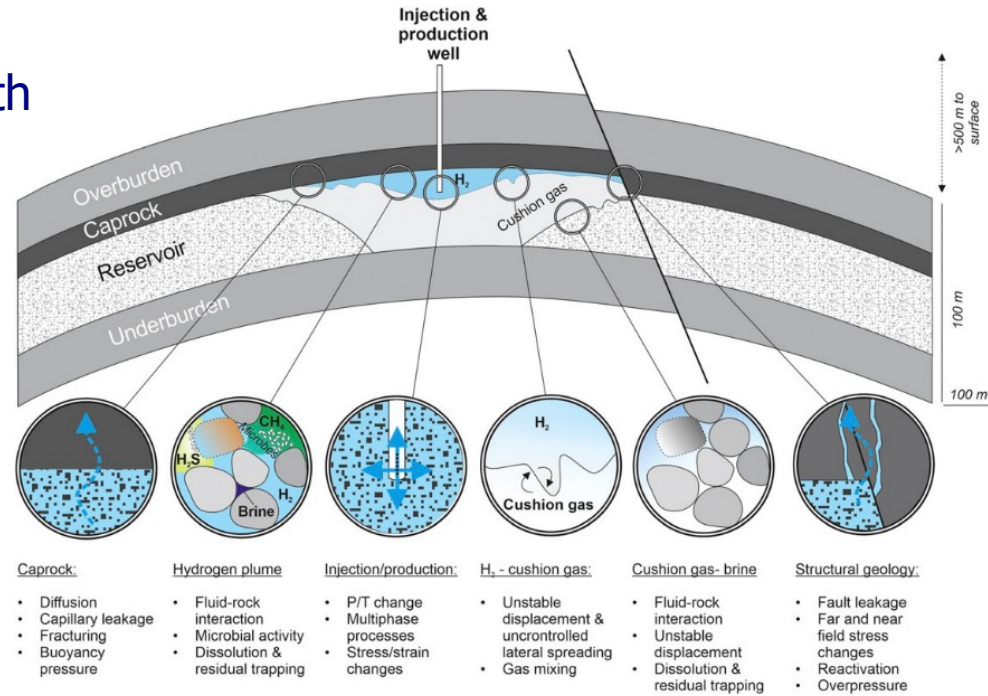 Injection &
production
well
th
>500 m to
surface
Overburden
Caprock
Reservoir
Underburden
H₂
Cushion gas
100 m
100 m
CH₄
Microbes
H₂S
H₂
Brine
H₂
Cushion gas
Caprock:
• Diffusion
• Capillary leakage
• Fracturing
• Buoyancy
pressure
Hydrogen plume
• Fluid-rock
interaction
• Microbial activity
• Dissolution &
residual trapping
Injection/production:
• P/T change
• Multiphase
processes
• Stress/strain
changes
H₂ - cushion gas:
• Unstable
displacement &
uncontrolled
lateral spreading
• Gas mixing
Cushion gas- brine
• Fluid-rock
interaction
• Unstable
displacement
• Dissolution &
residual trapping
Structural geology:
• Fault leakage
• Far and near
field stress
changes
• Reactivation
• Overpressure